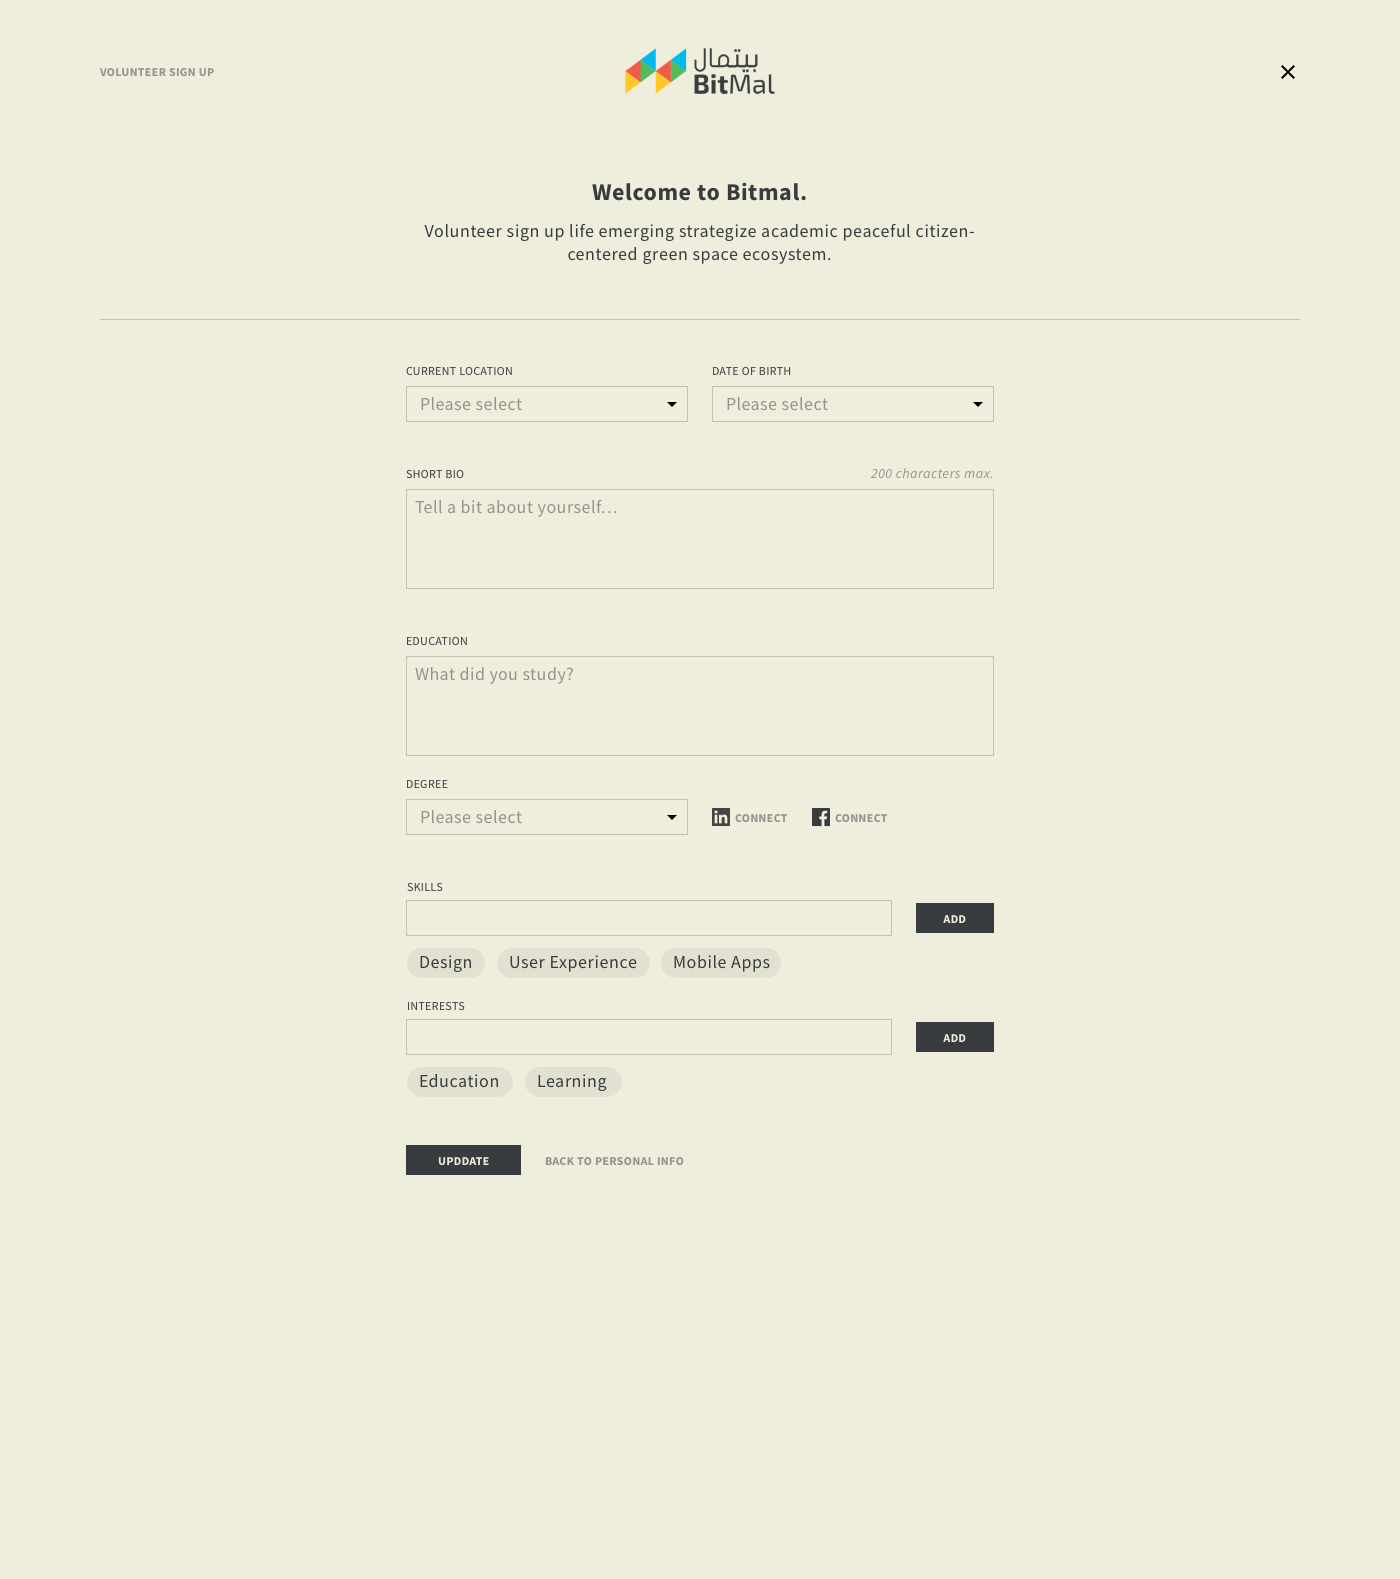 VOLUNTEER SIGN UP
بيتمال
BitMal
Welcome to Bitmal.
Volunteer sign up life emerging strategize academic peaceful citizen-
centered green space ecosystem.
CURRENT LOCATION
DATE OF BIRTH
Please select
Please select
SHORT BIO
200 characters max.
Tell a bit about yourself...
EDUCATION
What did you study?
DEGREE
Please select
in CONNECT
f CONNECT
SKILLS
ADD
Design
User Experience
Mobile Apps
INTERESTS
ADD
Education
Learning
UPDDATE
BACK TO PERSONAL INFO